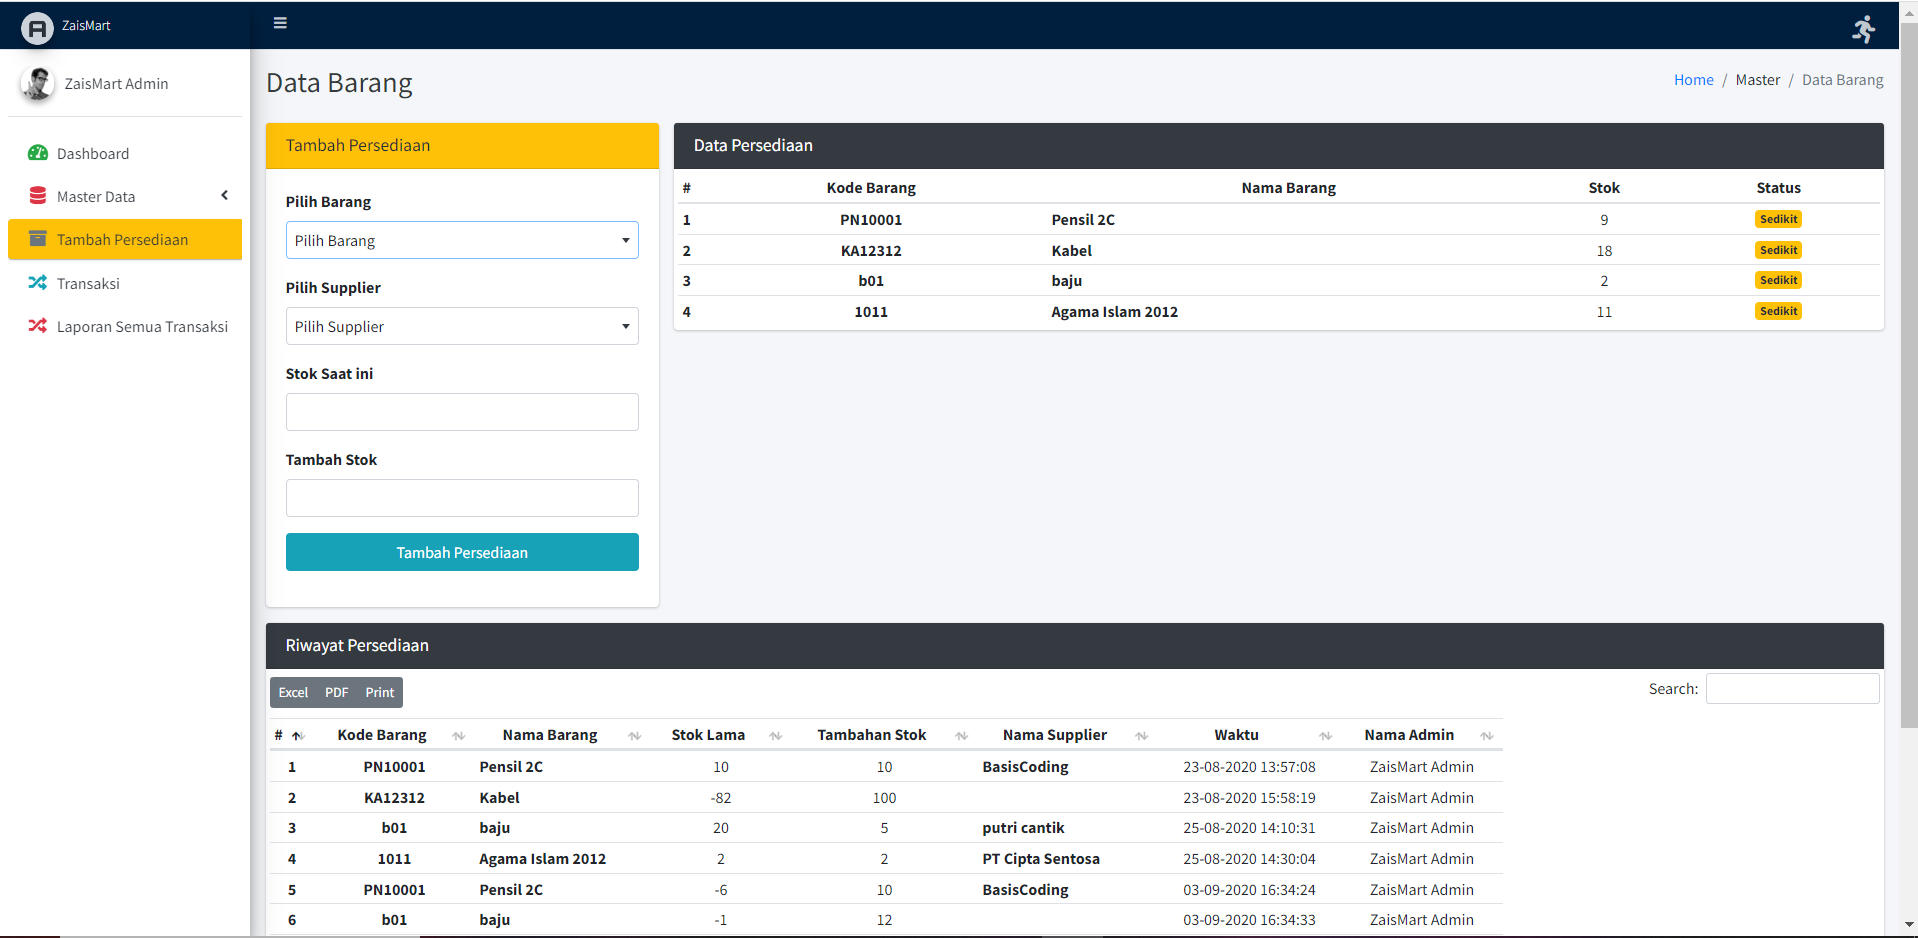 ZaisMart
ZaisMart Admin
Dashboard
Master Data
Tambah Persediaan
Transaksi
Laporan Semua Transaksi
Data Barang
Home / Master / Data Barang
Tambah Persediaan
Pilih Barang
Pilih Barang
Pilih Supplier
Pilih Supplier
Stok Saat ini
Tambah Stok
Tambah Persediaan
Data Persediaan
# Kode Barang Nama Barang Stok Status
1 PN10001 Pensil 2C 9 Sedikit
2 KA12312 Kabel 18 Sedikit
3 b01 baju 2 Sedikit
4 1011 Agama Islam 2012 11 Sedikit
Riwayat Persediaan
Excel PDF Print
Search:
# Kode Barang Nama Barang Stok Lama Tambahan Stok Nama Supplier Waktu Nama Admin
1 PN10001 Pensil 2C 10 10 BasisCoding 23-08-2020 13:57:08 ZaisMart Admin
2 KA12312 Kabel -82 100 23-08-2020 15:58:19 ZaisMart Admin
3 b01 baju 20 5 putri cantik 25-08-2020 14:10:31 ZaisMart Admin
4 1011 Agama Islam 2012 2 2 PT Cipta Sentosa 25-08-2020 14:30:04 ZaisMart Admin
5 PN10001 Pensil 2C -6 10 BasisCoding 03-09-2020 16:34:24 ZaisMart Admin
6 b01 baju -1 12 03-09-2020 16:34:33 ZaisMart Admin